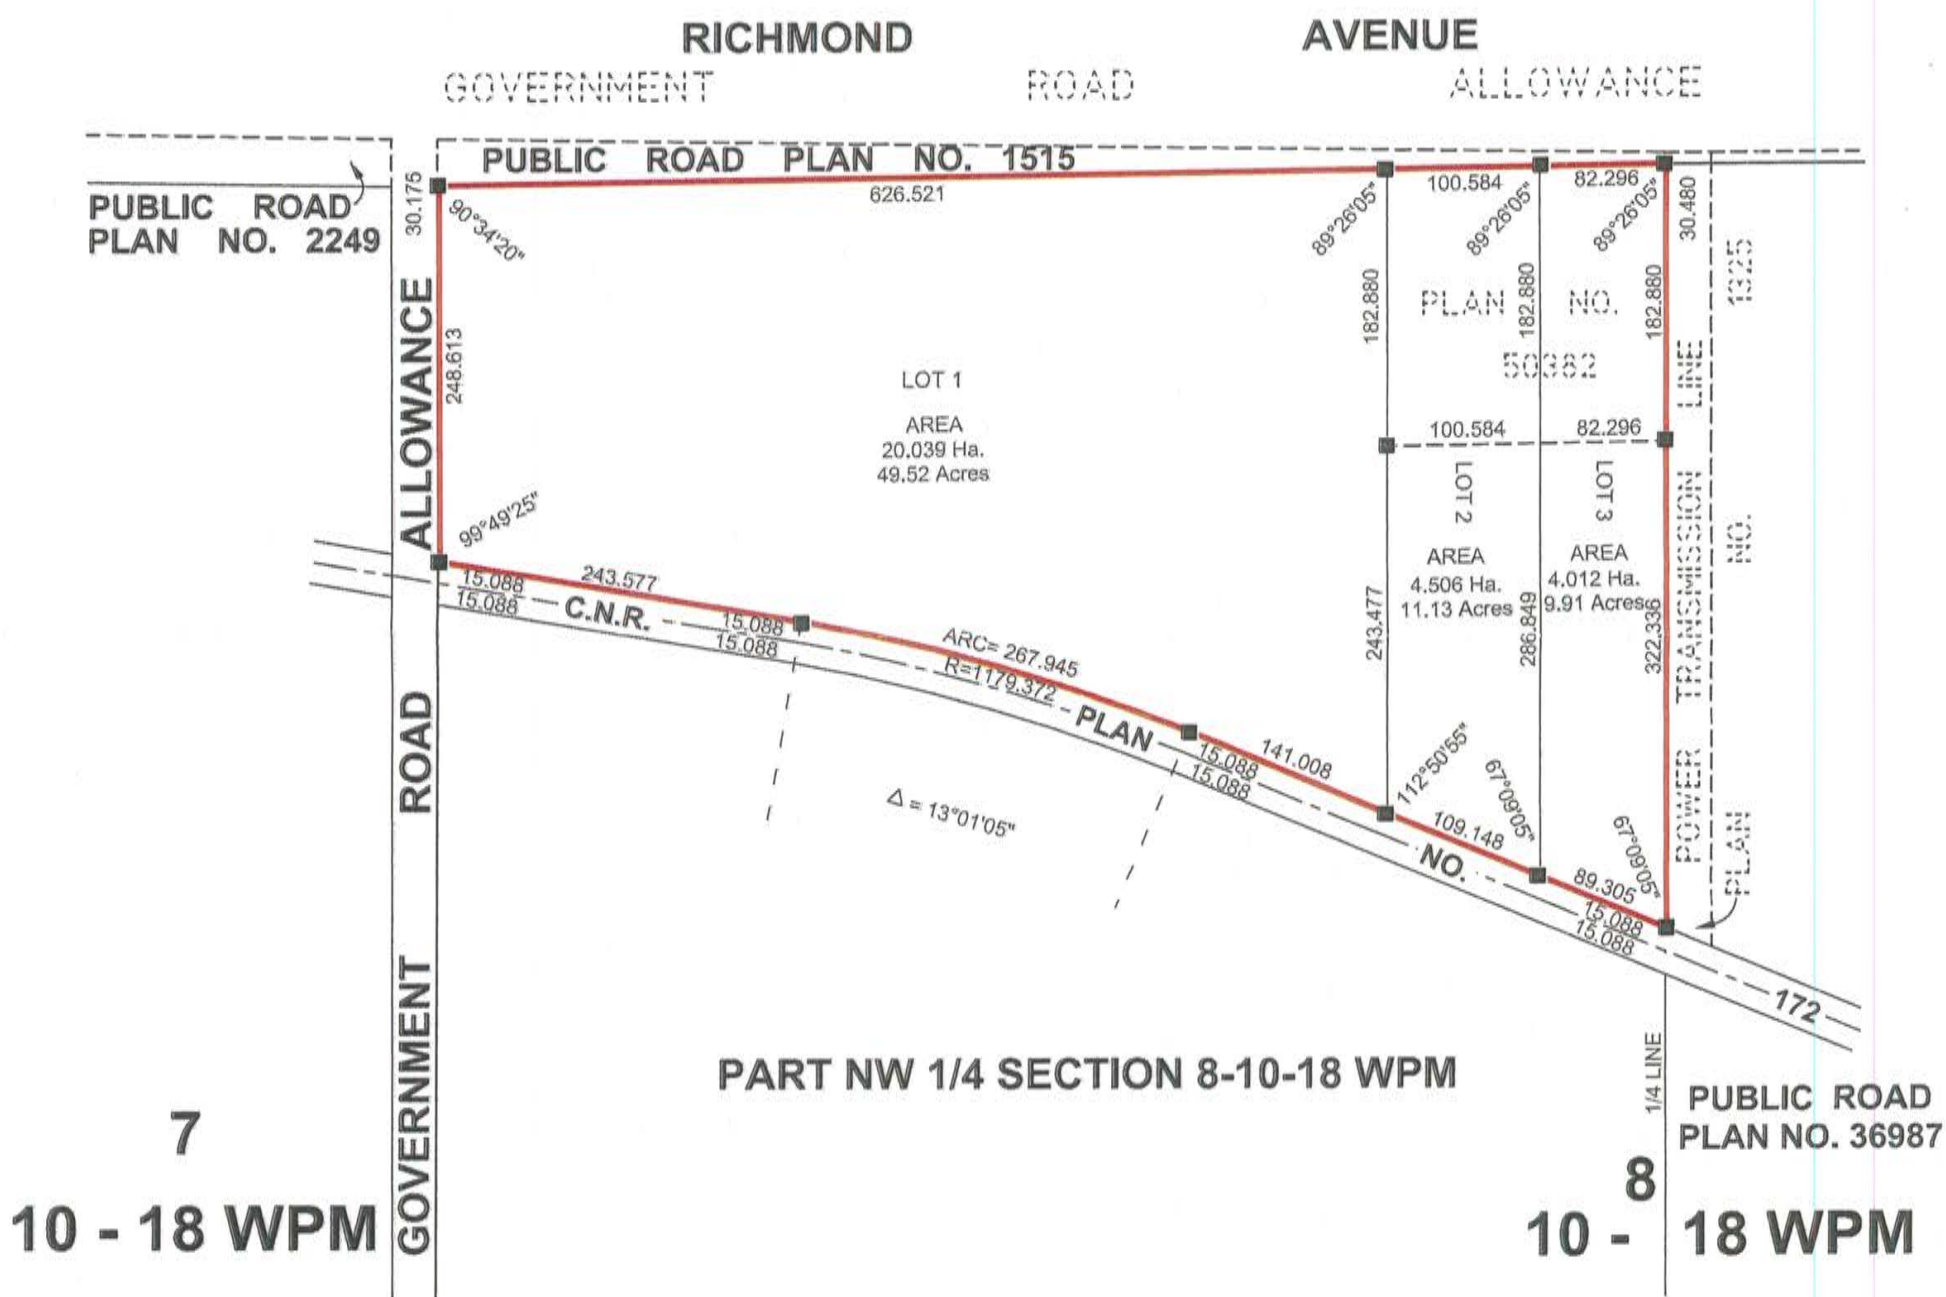 RICHMOND AVENUE
GOVERNMENT ROAD ALLOWANCE
PUBLIC ROAD PLAN NO. 1515
PUBLIC ROAD
PLAN NO. 2249
30.175
90°34'20"
626.521
89°26'05"
100.584
89°26'05"
82.296
89°26'05"
30.480
248.613
182.880
182.880
182.880
PLAN NO.
50382
1325
LOT 1
AREA
20.039 Ha.
49.52 Acres
100.584
82.296
LOT 2
AREA
4.506 Ha.
11.13 Acres
LOT 3
AREA
4.012 Ha.
9.91 Acres
243.477
286.849
322.336
POWER TRANSMISSION LINE
PLAN NO.
GOVERNMENT ROAD ALLOWANCE
99°49'25"
243.577
15.088
15.088
C.N.R.
15.088
15.088
ARC= 267.945
R=1179.372
PLAN
15.088
15.088
141.008
112°50'55"
67°09'05"
67°09'05"
109.148
NO.
89.305
15.088
15.088
172
Δ = 13°01'05"
PART NW 1/4 SECTION 8-10-18 WPM
1/4 LINE
PUBLIC ROAD
PLAN NO. 36987
7
10 - 18 WPM
8
10 - 18 WPM